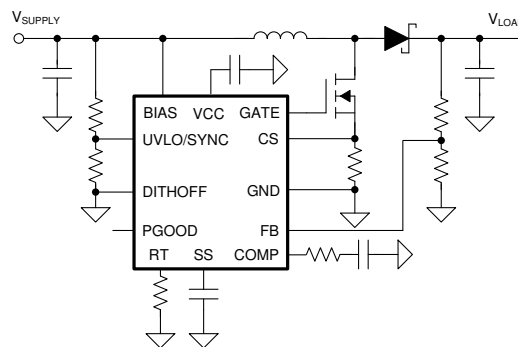 VSUPPLY
VLOA
BIAS VCC GATE
UVLO/SYNC CS
DITHOFF GND
PGOOD FB
RT SS COMP